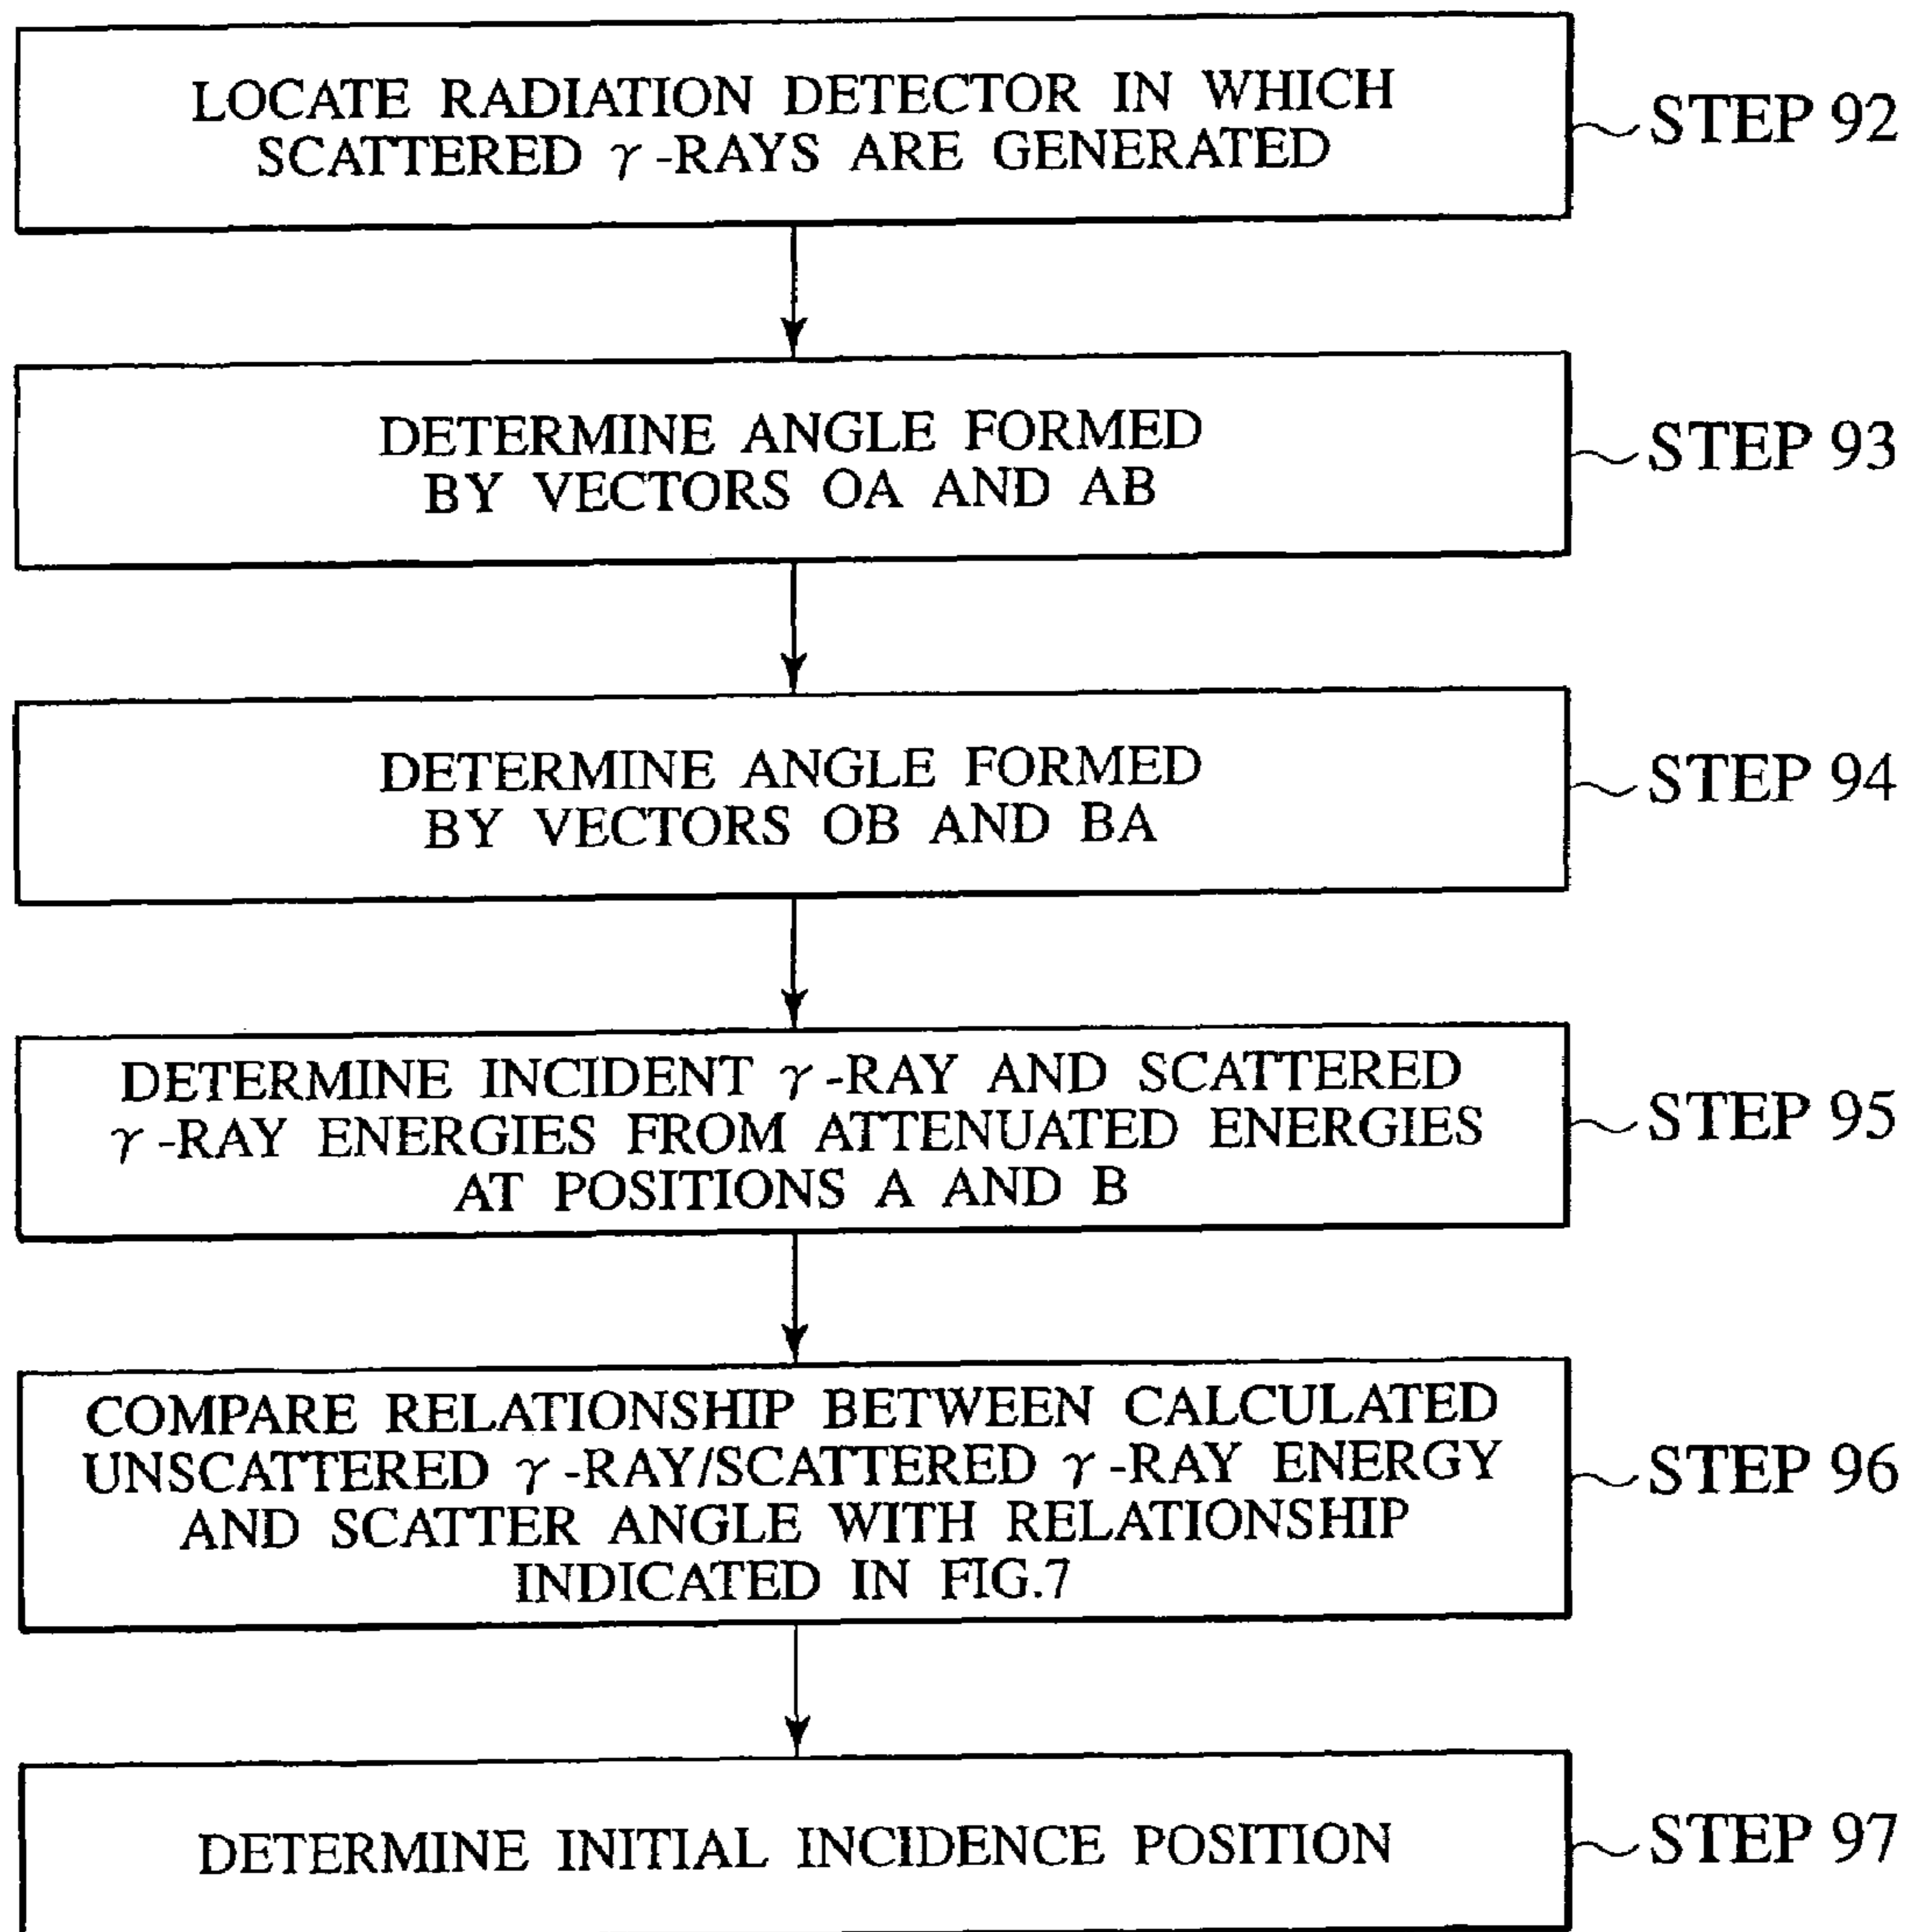 LOCATE RADIATION DETECTOR IN WHICH
SCATTERED γ-RAYS ARE GENERATED
STEP 92
DETERMINE ANGLE FORMED
BY VECTORS OA AND AB
STEP 93
DETERMINE ANGLE FORMED
BY VECTORS OB AND BA
STEP 94
DETERMINE INCIDENT γ-RAY AND SCATTERED
γ-RAY ENERGIES FROM ATTENUATED ENERGIES
AT POSITIONS A AND B
STEP 95
COMPARE RELATIONSHIP BETWEEN CALCULATED
UNSCATTERED γ-RAY/SCATTERED γ-RAY ENERGY
AND SCATTER ANGLE WITH RELATIONSHIP
INDICATED IN FIG.7
STEP 96
DETERMINE INITIAL INCIDENCE POSITION
STEP 97